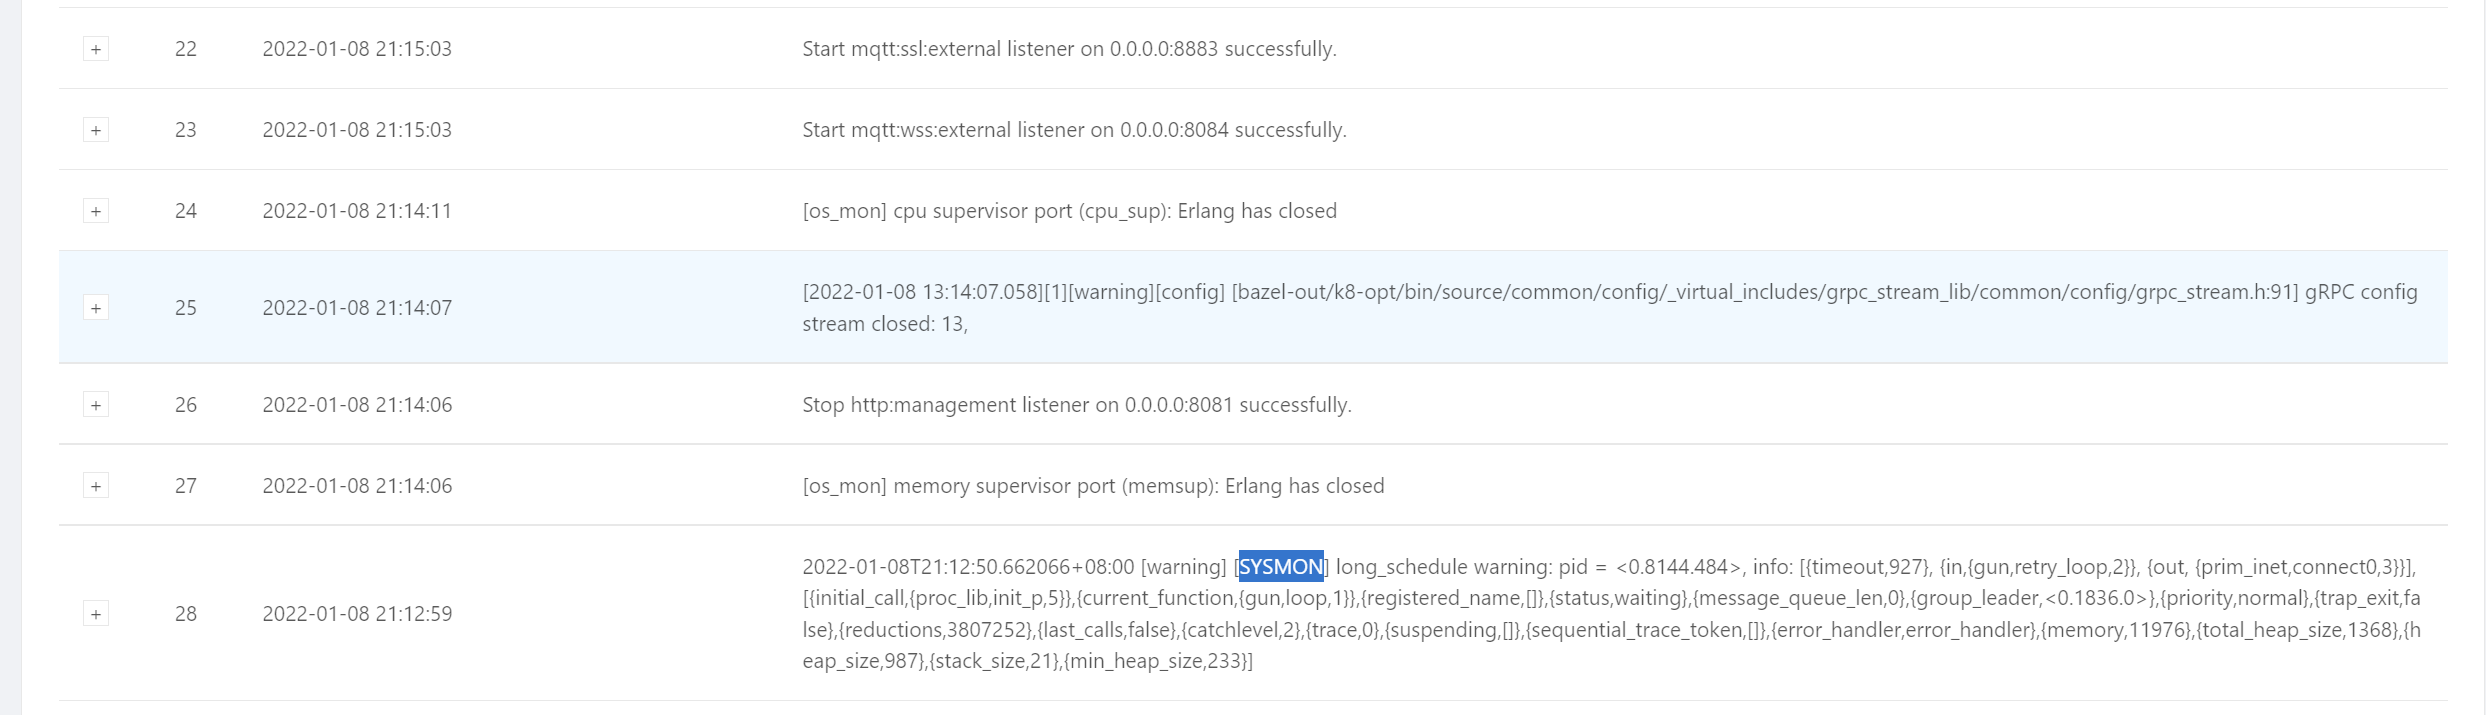 + 22 2022-01-08 21:15:03 Start mqtt:ssl:external listener on 0.0.0.0:8883 successfully.
+ 23 2022-01-08 21:15:03 Start mqtt:wss:external listener on 0.0.0.0:8084 successfully.
+ 24 2022-01-08 21:14:11 [os_mon] cpu supervisor port (cpu_sup): Erlang has closed
+ 25 2022-01-08 21:14:07 [2022-01-08 13:14:07.058][1][warning][config] [bazel-out/k8-opt/bin/source/common/config/_virtual_includes/grpc_stream_lib/common/config/grpc_stream.h:91] gRPC config
stream closed: 13,
+ 26 2022-01-08 21:14:06 Stop http:management listener on 0.0.0.0:8081 successfully.
+ 27 2022-01-08 21:14:06 [os_mon] memory supervisor port (memsup): Erlang has closed
+ 28 2022-01-08 21:12:59 2022-01-08T21:12:50.662066+08:00 [warning] [SYSMON] long_schedule warning: pid = <0.8144.484>, info: [{timeout,927}, {in,{gun,retry_loop,2}}, {out, {prim_inet,connect0,3}}],
[{initial_call,{proc_lib,init_p,5}},{current_function,{gun,loop,1}},{registered_name,[]},{status,waiting},{message_queue_len,0},{group_leader,<0.1836.0>},{priority,normal},{trap_exit,fa
lse},{reductions,3807252},{last_calls,false},{catchlevel,2},{trace,0},{suspending,[]},{sequential_trace_token,[]},{error_handler,error_handler},{memory,11976},{total_heap_size,1368},{h
eap_size,987},{stack_size,21},{min_heap_size,233}]